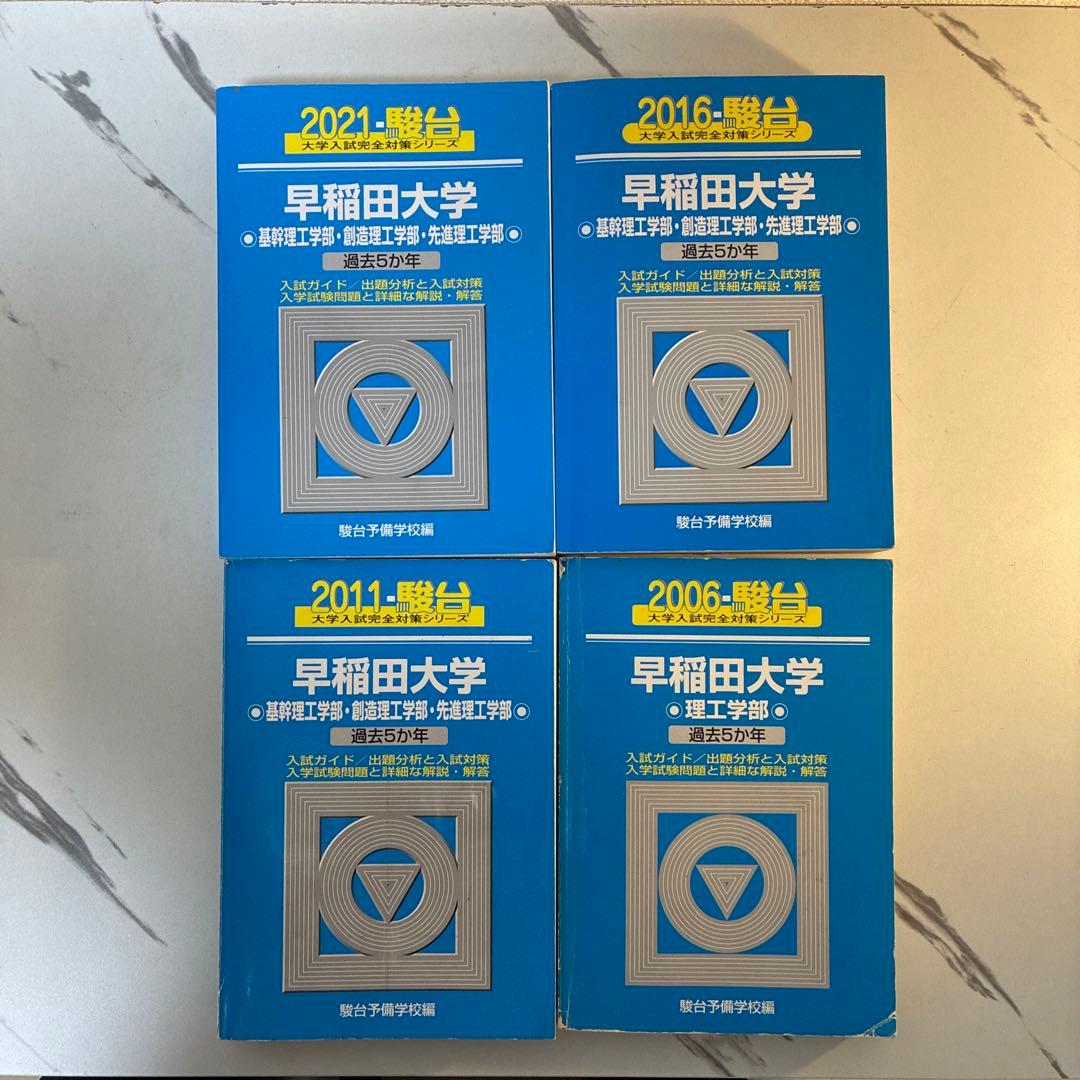 2021-駿台
大学入試完全対策シリーズ
早稲田大学
基幹理工学部・創造理工学部・先進理工学部
過去5か年
入試ガイド／出題分析と入試対策
入学試験問題と詳細な解説・解答
駿台予備学校編
2016-駿台
大学入試完全対策シリーズ
早稲田大学
基幹理工学部・創造理工学部・先進理工学部
過去5か年
入試ガイド／出題分析と入試対策
入学試験問題と詳細な解説・解答
駿台予備学校編
2011-駿台
大学入試完全対策シリーズ
早稲田大学
基幹理工学部・創造理工学部・先進理工学部
過去5か年
入試ガイド／出題分析と入試対策
入学試験問題と詳細な解説・解答
駿台予備学校編
2006-駿台
大学入試完全対策シリーズ
早稲田大学
理工学部
過去5か年
入試ガイド／出題分析と入試対策
入学試験問題と詳細な解説・解答
駿台予備学校編